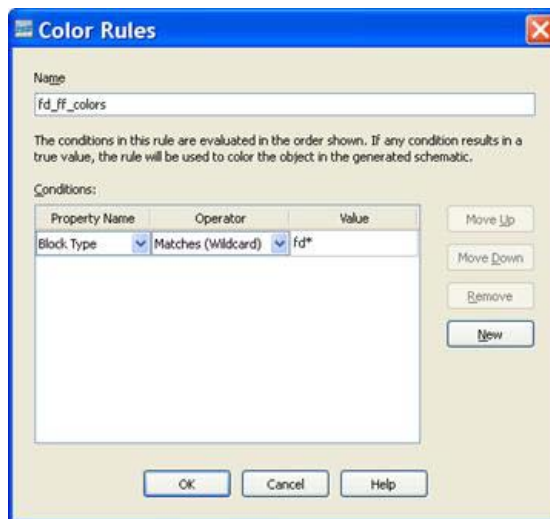 Color Rules
Name
fd_ff_colors
The conditions in this rule are evaluated in the order shown. If any condition results in a
true value, the rule will be used to color the object in the generated schematic.
Conditions:
Property Name Operator Value
Block Type Matches (Wildcard) fd*
Move Up
Move Down
Remove
New
OK Cancel Help